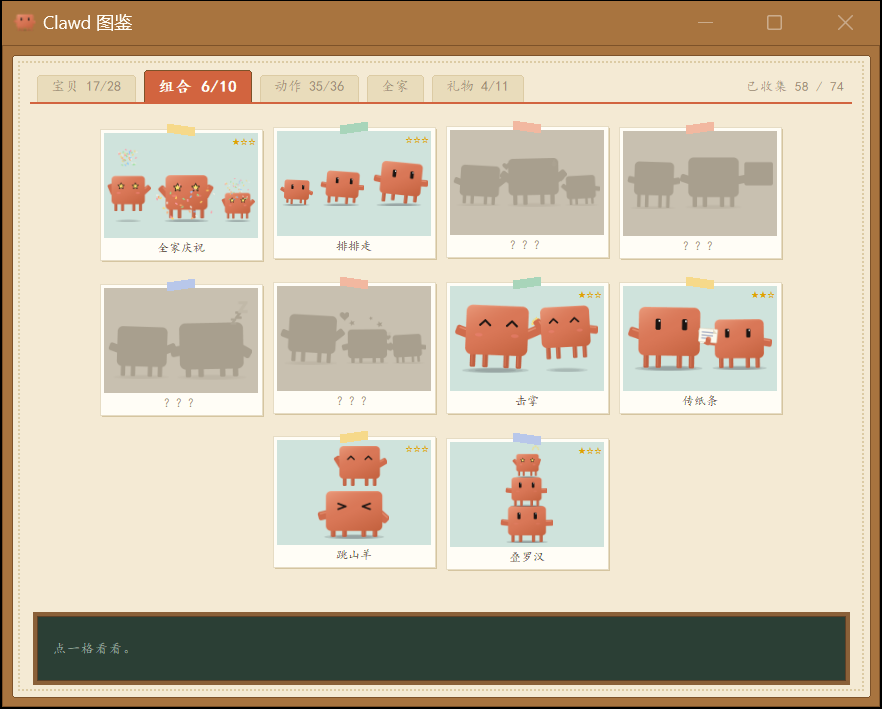 Clawd 图鉴
宝贝 17/28
组合 6/10
动作 35/36
全家
礼物 4/11
已收集 58 / 74
★☆☆
☆☆☆
全家庆祝
排排走
? ? ?
? ? ?
★☆☆
★★☆
? ? ?
? ? ?
击掌
传纸条
☆☆☆
★☆☆
跳山羊
叠罗汉
点一格看看。